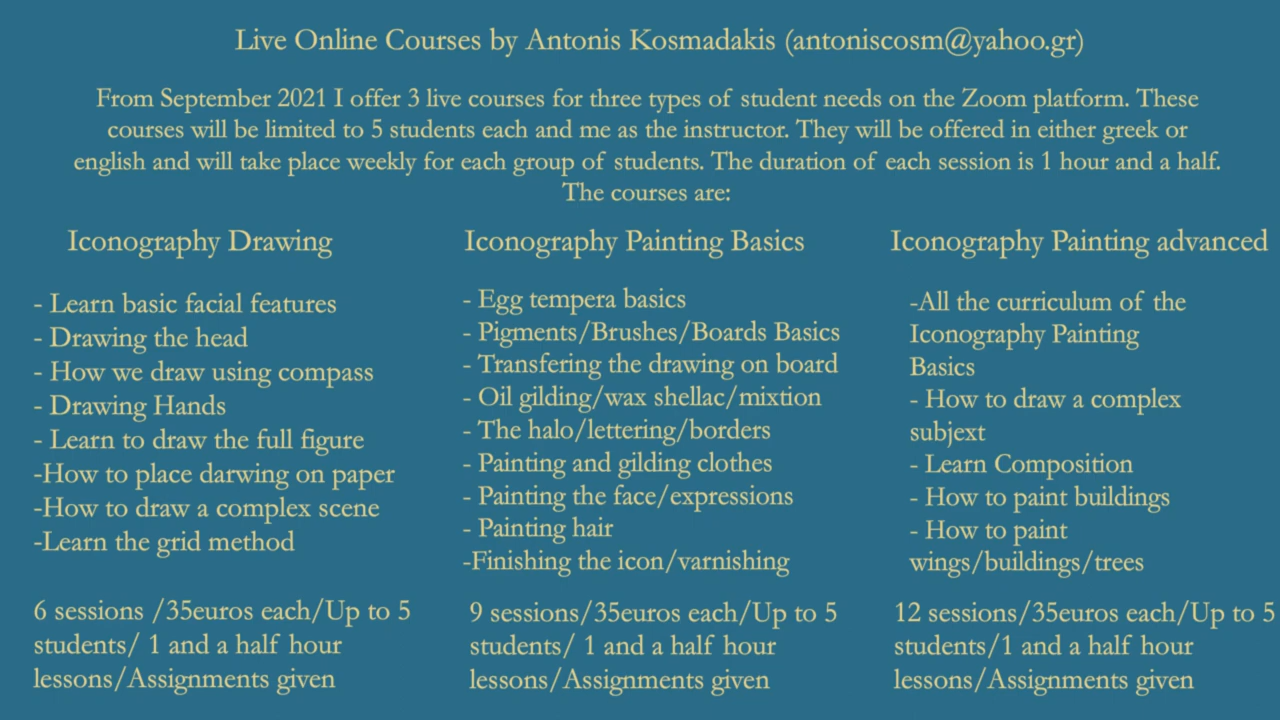 Live Online Courses by Antonis Kosmadakis (antoniscosm@yahoo.gr)
From September 2021 I offer 3 live courses for three types of student needs on the Zoom platform. These
courses will be limited to 5 students each and me as the instructor. They will be offered in either greek or
english and will take place weekly for each group of students. The duration of each session is 1 hour and a half.
The courses are:
Iconography Drawing
- Learn basic facial features
- Drawing the head
- How we draw using compass
- Drawing Hands
- Learn to draw the full figure
-How to place darwing on paper
-How to draw a complex scene
-Learn the grid method
6 sessions /35euros each/Up to 5
students/ 1 and a half hour
lessons/Assignments given
Iconography Painting Basics
- Egg tempera basics
- Pigments/Brushes/Boards Basics
- Transfering the drawing on board
- Oil gilding/wax shellac/mixtion
- The halo/lettering/borders
- Painting and gilding clothes
- Painting the face/expressions
- Painting hair
-Finishing the icon/varnishing
9 sessions/35euros each/Up to 5
students/ 1 and a half hour
lessons/Assignments given
Iconography Painting advanced
-All the curriculum of the
Iconography Painting
Basics
- How to draw a complex
subjext
- Learn Composition
- How to paint buildings
- How to paint
wings/buildings/trees
12 sessions/35euros each/Up to 5
students/1 and a half hour
lessons/Assignments given